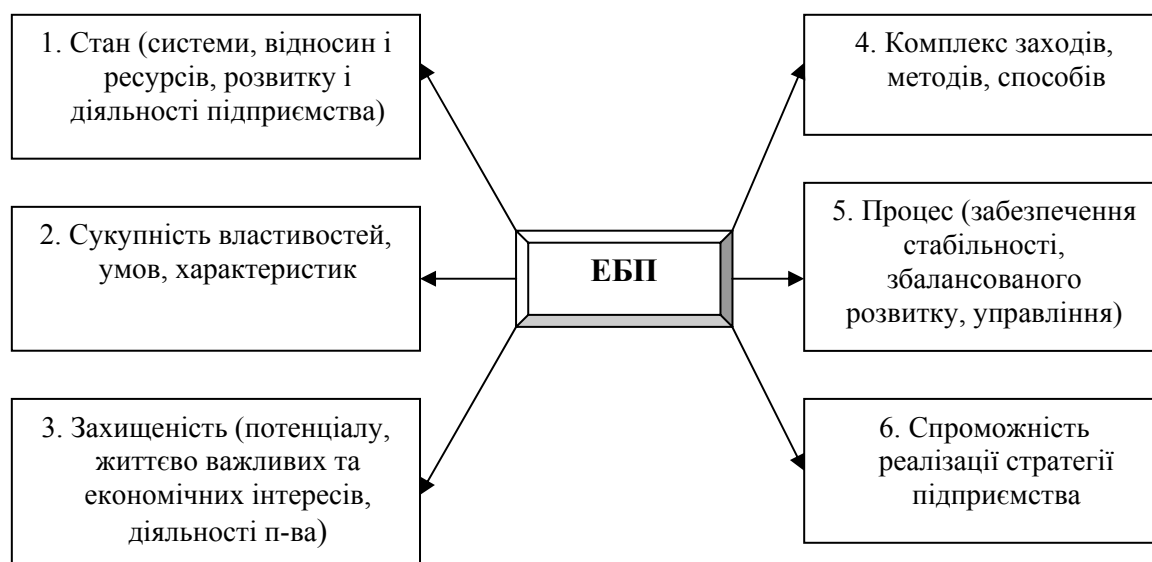 1. Стан (системи, відносин і
ресурсів, розвитку і
діяльності підприємства)
2. Сукупність властивостей,
умов, характеристик
3. Захищеність (потенціалу,
життєво важливих та
економічних інтересів,
діяльності п-ва)
ЕБП
4. Комплекс заходів,
методів, способів
5. Процес (забезпечення
стабільності,
збалансованого
розвитку, управління)
6. Спроможність
реалізації стратегії
підприємства